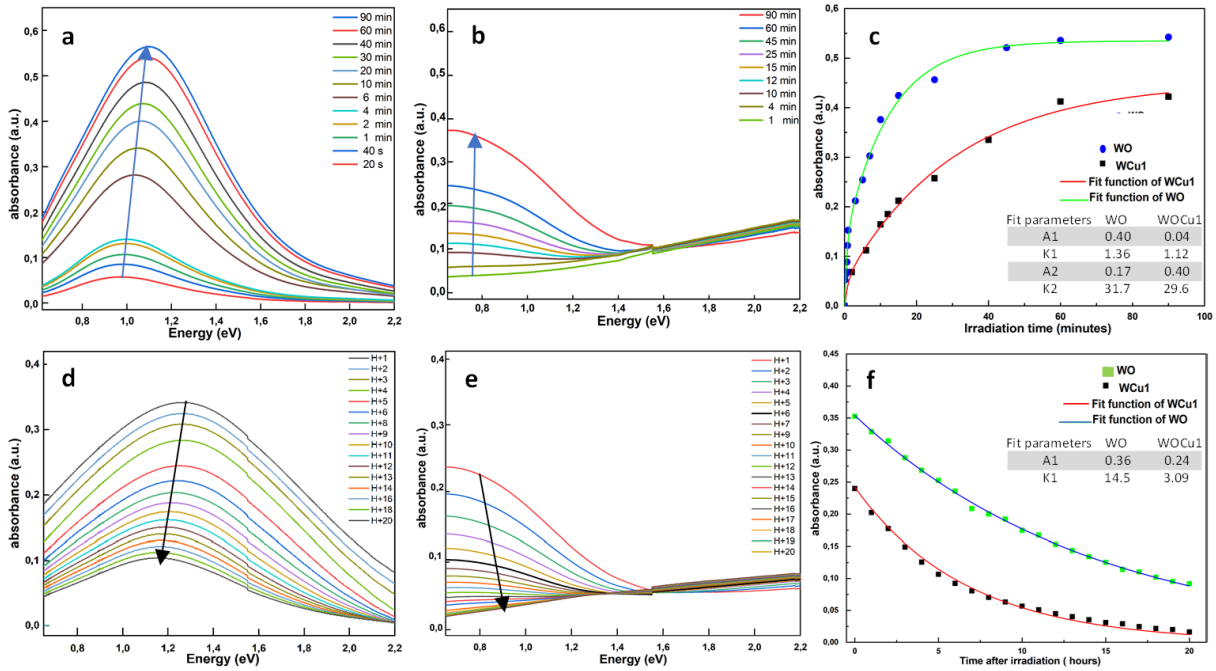 a
absorbance (a.u.)
0,6
0,5
0,4
0,3
0,2
0,1
0,0
0,8 1,0 1,2 1,4 1,6 1,8 2,0 2,2
Energy (eV)
90 min
60 min
40 min
30 min
20 min
10 min
6 min
4 min
2 min
1 min
40 s
20 s
b
absorbance (a.u.)
0,6
0,5
0,4
0,3
0,2
0,1
0,0
0,8 1,0 1,2 1,4 1,6 1,8 2,0 2,2
Energy (eV)
90 min
60 min
45 min
25 min
15 min
12 min
10 min
4 min
1 min
c
absorbance (a.u.)
0,6
0,5
0,4
0,3
0,2
0,1
0,0
0 20 40 60 80 100
Irradiation time (minutes)
WO
WCu1
Fit function of WCu1
Fit function of WO
Fit parameters WO WOCu1
A1 0.40 0.04
K1 1.36 1.12
A2 0.17 0.40
K2 31.7 29.6
d
absorbance (a.u.)
0,4
0,3
0,2
0,1
0,0
0,8 1,0 1,2 1,4 1,6 1,8 2,0 2,2
Energy (eV)
H+1
H+2
H+3
H+4
H+5
H+6
H+8
H+9
H+10
H+11
H+12
H+13
H+14
H+16
H+18
H+20
e
absorbance (a.u.)
0,4
0,3
0,2
0,1
0,0
0,8 1,0 1,2 1,4 1,6 1,8 2,0 2,2
Energy (eV)
H+1
H+2
H+3
H+4
H+5
H+6
H+7
H+9
H+10
H+11
H+12
H+13
H+14
H+15
H+16
H+17
H+18
H+19
H+20
f
absorbance (a.u.)
0,45
0,40
0,35
0,30
0,25
0,20
0,15
0,10
0,05
0,00
0 5 10 15 20
Time after irradiation ( hours)
WO
WCu1
Fit function of WCu1
Fit function of WO
Fit parameters WO WOCu1
A1 0.36 0.24
K1 14.5 3.09